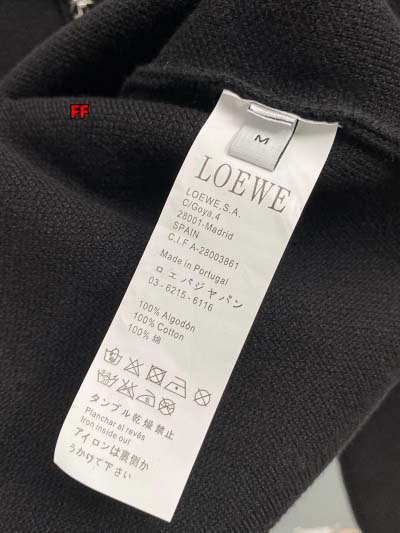 FF
M
LOEWE
LOEWE,S.A.
C/Goya,4
28001-Madrid
SPAIN
C.I.F A-28003861
Made in Portugal
ロエベジャパン
03-6215-6116
100% Algodón
100% Cotton
100% 綿
タンブル乾燥禁止
Planchar al revés
Iron inside out
アイロンは裏側か
らかけて下さい